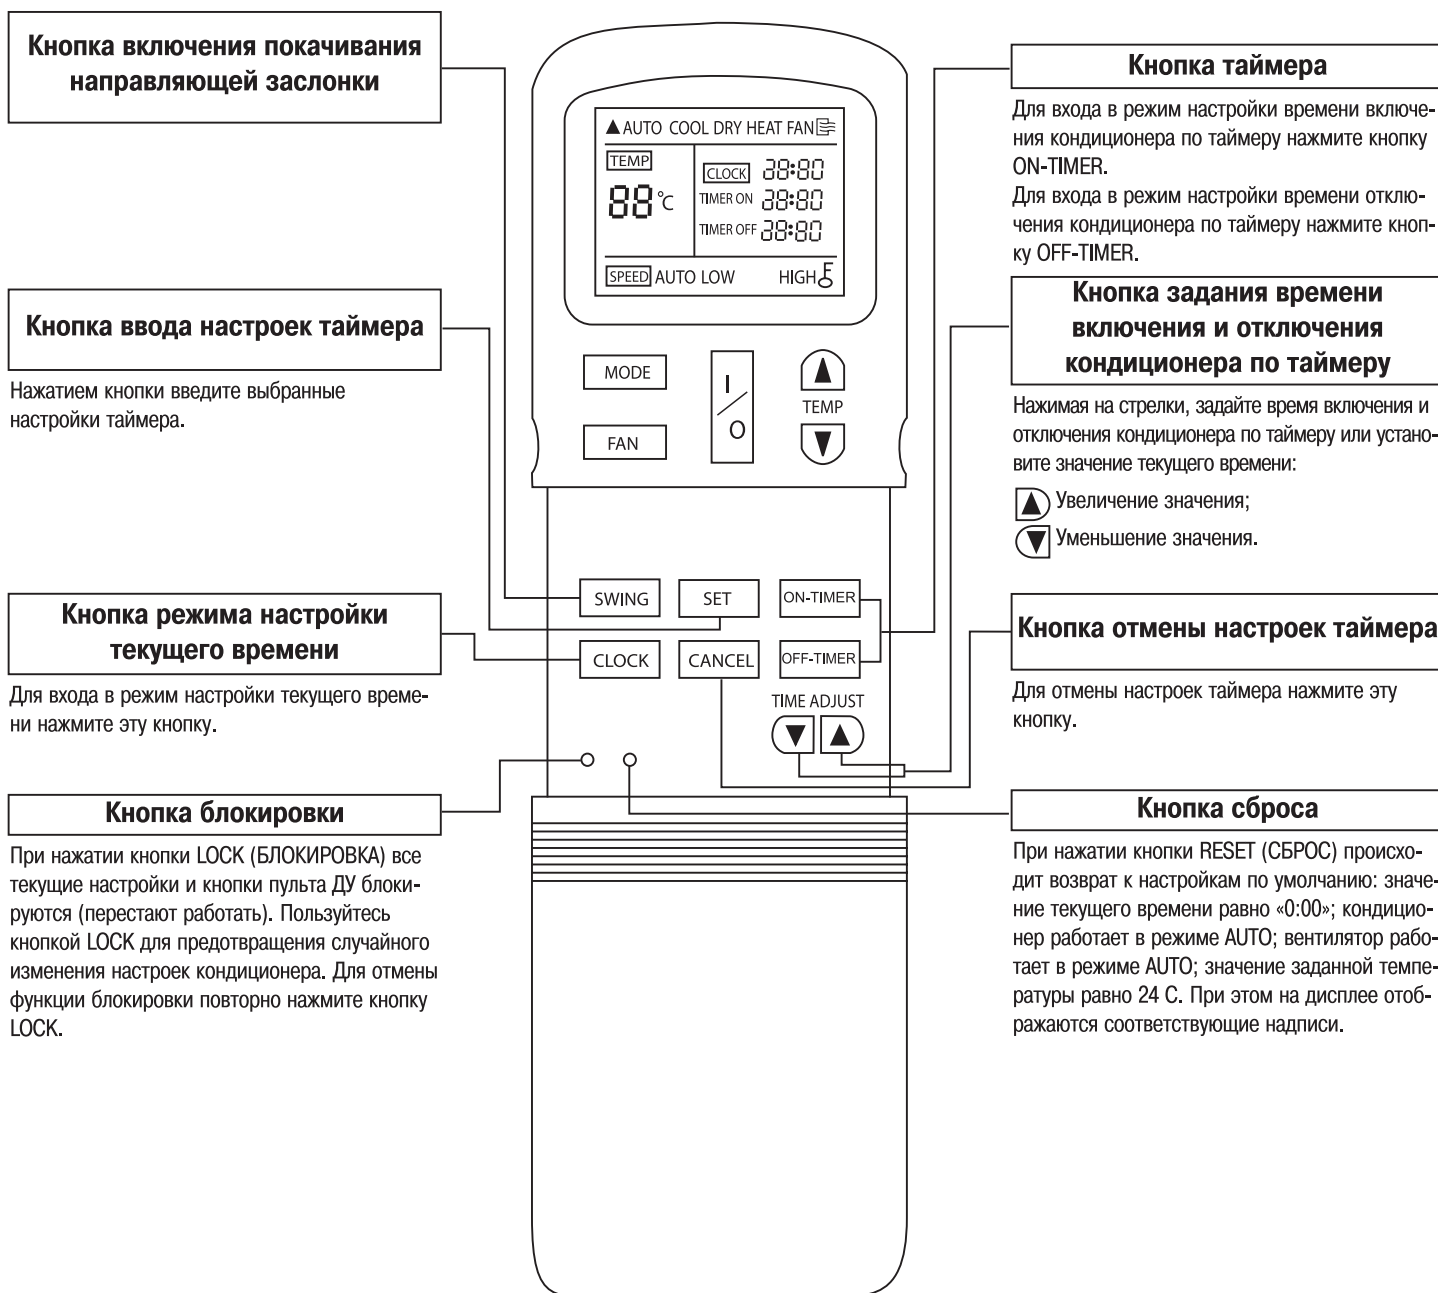 Кнопка включения покачивания
направляющей заслонки
Кнопка ввода настроек таймера
Нажатием кнопки введите выбранные
настройки таймера.
Кнопка режима настройки
текущего времени
Для входа в режим настройки текущего време-
ни нажмите эту кнопку.
Кнопка блокировки
При нажатии кнопки LOCK (БЛОКИРОВКА) все
текущие настройки и кнопки пульта ДУ блоки-
руются (перестают работать). Пользуйтесь
кнопкой LOCK для предотвращения случайного
изменения настроек кондиционера. Для отмены
функции блокировки повторно нажмите кнопку
LOCK.
▲ AUTO COOL DRY HEAT FAN
TEMP
88 °C
CLOCK 38:80
TIMER ON 38:80
TIMER OFF 38:80
SPEED AUTO LOW HIGH
MODE
FAN
I
O
TEMP
SWING SET ON-TIMER
CLOCK CANCEL OFF-TIMER
TIME ADJUST
Кнопка таймера
Для входа в режим настройки времени включе-
ния кондиционера по таймеру нажмите кнопку
ON-TIMER.
Для входа в режим настройки времени отклю-
чения кондиционера по таймеру нажмите кноп-
ку OFF-TIMER.
Кнопка задания времени
включения и отключения
кондиционера по таймеру
Нажимая на стрелки, задайте время включения и
отключения кондиционера по таймеру или устано-
вите значение текущего времени:
Увеличение значения;
Уменьшение значения.
Кнопка отмены настроек таймера
Для отмены настроек таймера нажмите эту
кнопку.
Кнопка сброса
При нажатии кнопки RESET (СБРОС) происхо-
дит возврат к настройкам по умолчанию: значе-
ние текущего времени равно «0:00»; кондицио-
нер работает в режиме AUTO; вентилятор рабо-
тает в режиме AUTO; значение заданной темпе-
ратуры равно 24 C. При этом на дисплее отоб-
ражаются соответствующие надписи.